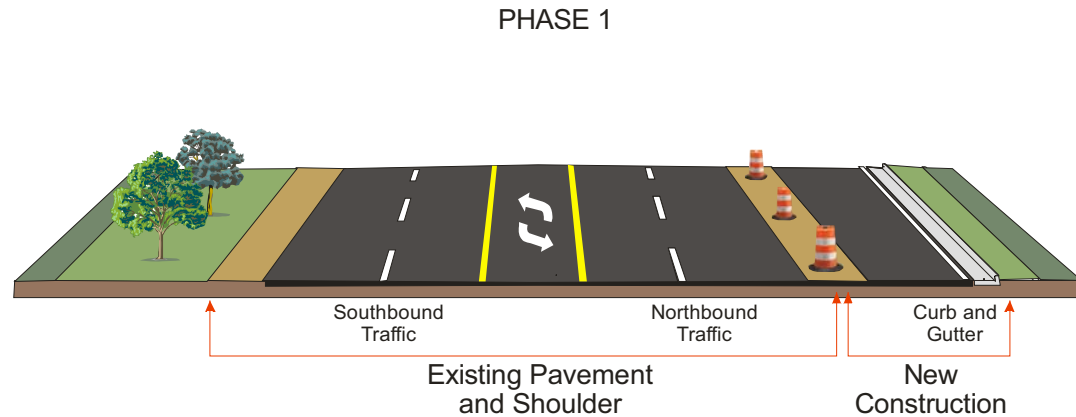 PHASE 1
Southbound
Traffic
Northbound
Traffic
Curb and
Gutter
Existing Pavement
and Shoulder
New
Construction